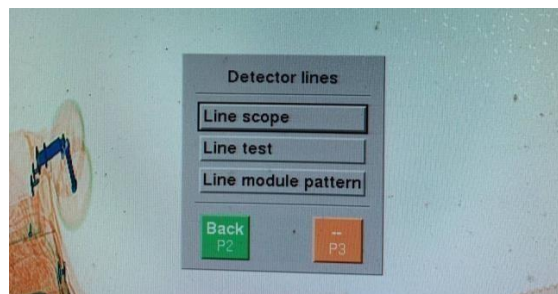 Detector lines
Line scope
Line test
Line module pattern
Back
P2
--
P3